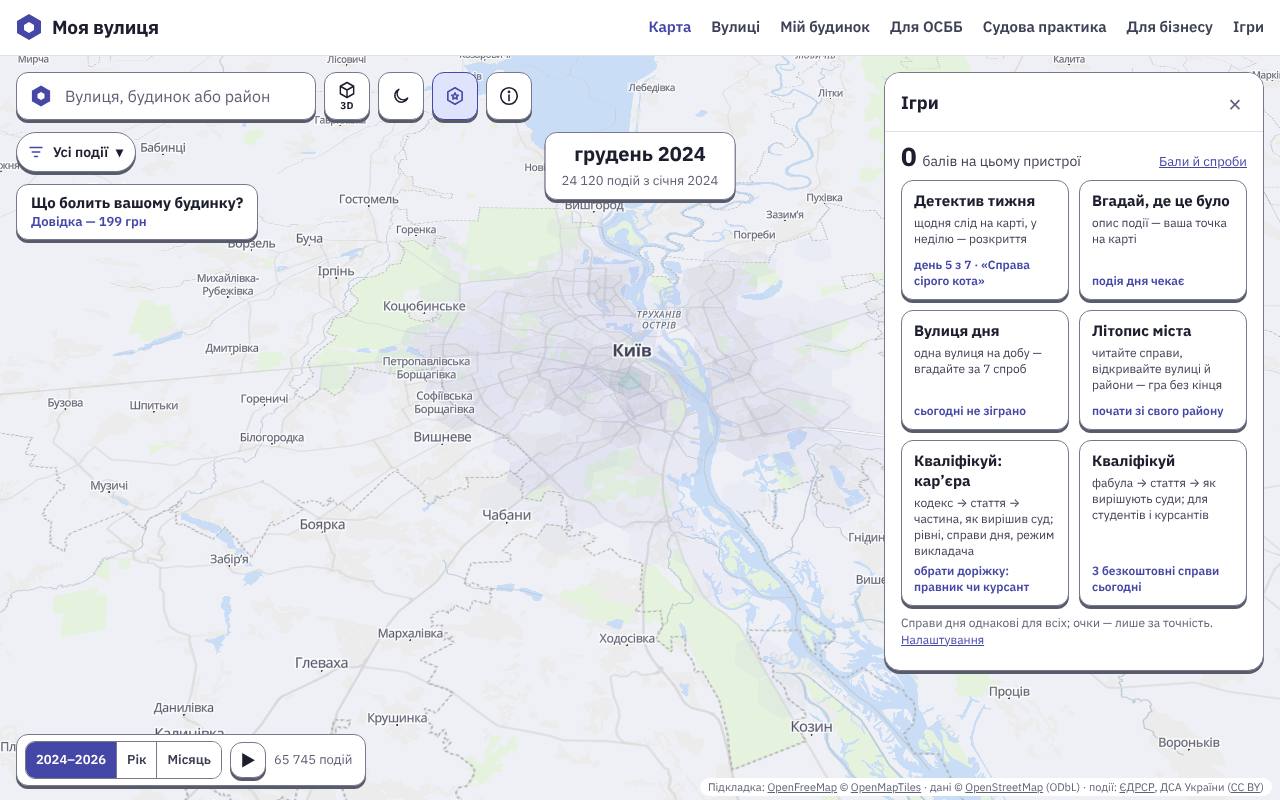 Моя вулиця
Карта Вулиці Мій будинок Для ОСББ Судова практика Для бізнесу Ігри
Мирча
Лісовичі
Лебедівка
Літки
Калита
Вулиця, будинок або район
3D
Усі події ▾
Бабинці
Що болить вашому будинку?
Довідка — 199 грн
грудень 2024
24 120 подій з січня 2024
Вишгород
Пухівка
Зазим'я
Погреби
Гостомель
Горенка
Буча
Борзель
Ірпінь
Михайлівка-
Рубежівка
Коцюбинське
ТРУХАНІВ
ОСТРІВ
Київ
Дмитрівка
Петропавлівська
Борщагівка
Софіївська
Борщагівка
Бузова
Шпитьки
Гореничі
Білогородка
Вишневе
Музичі
Чабани
Боярка
Забір'я
Мархалівка
Ходосівка
Глеваха
Данилівка
Крушинка
Козин
Проців
Вороньків
Ігри
×
0 балів на цьому пристрої
Бали й спроби
Детектив тижня
щодня слід на карті, у
неділю — розкриття
день 5 з 7 · «Справа
сірого кота»
Вгадай, де це було
опис події — ваша точка
на карті
подія дня чекає
Вулиця дня
одна вулиця на добу —
вгадайте за 7 спроб
сьогодні не зіграно
Літопис міста
читайте справи,
відкривайте вулиці й
райони — гра без кінця
почати зі свого району
Кваліфікуй:
кар’єра
кодекс → стаття →
частина, як вирішив суд;
рівні, справи дня, режим
викладача
обрати доріжку:
правник чи курсант
Кваліфікуй
фабула → стаття → як
вирішують суди; для
студентів і курсантів
3 безкоштовні справи
сьогодні
Справи дня однакові для всіх; очки — лише за точність.
Налаштування
2024–2026 Рік Місяць
65 745 подій
Підкладка: OpenFreeMap © OpenMapTiles · дані © OpenStreetMap (ODbL) · події: ЄДРСР, ДСА України (CC BY)